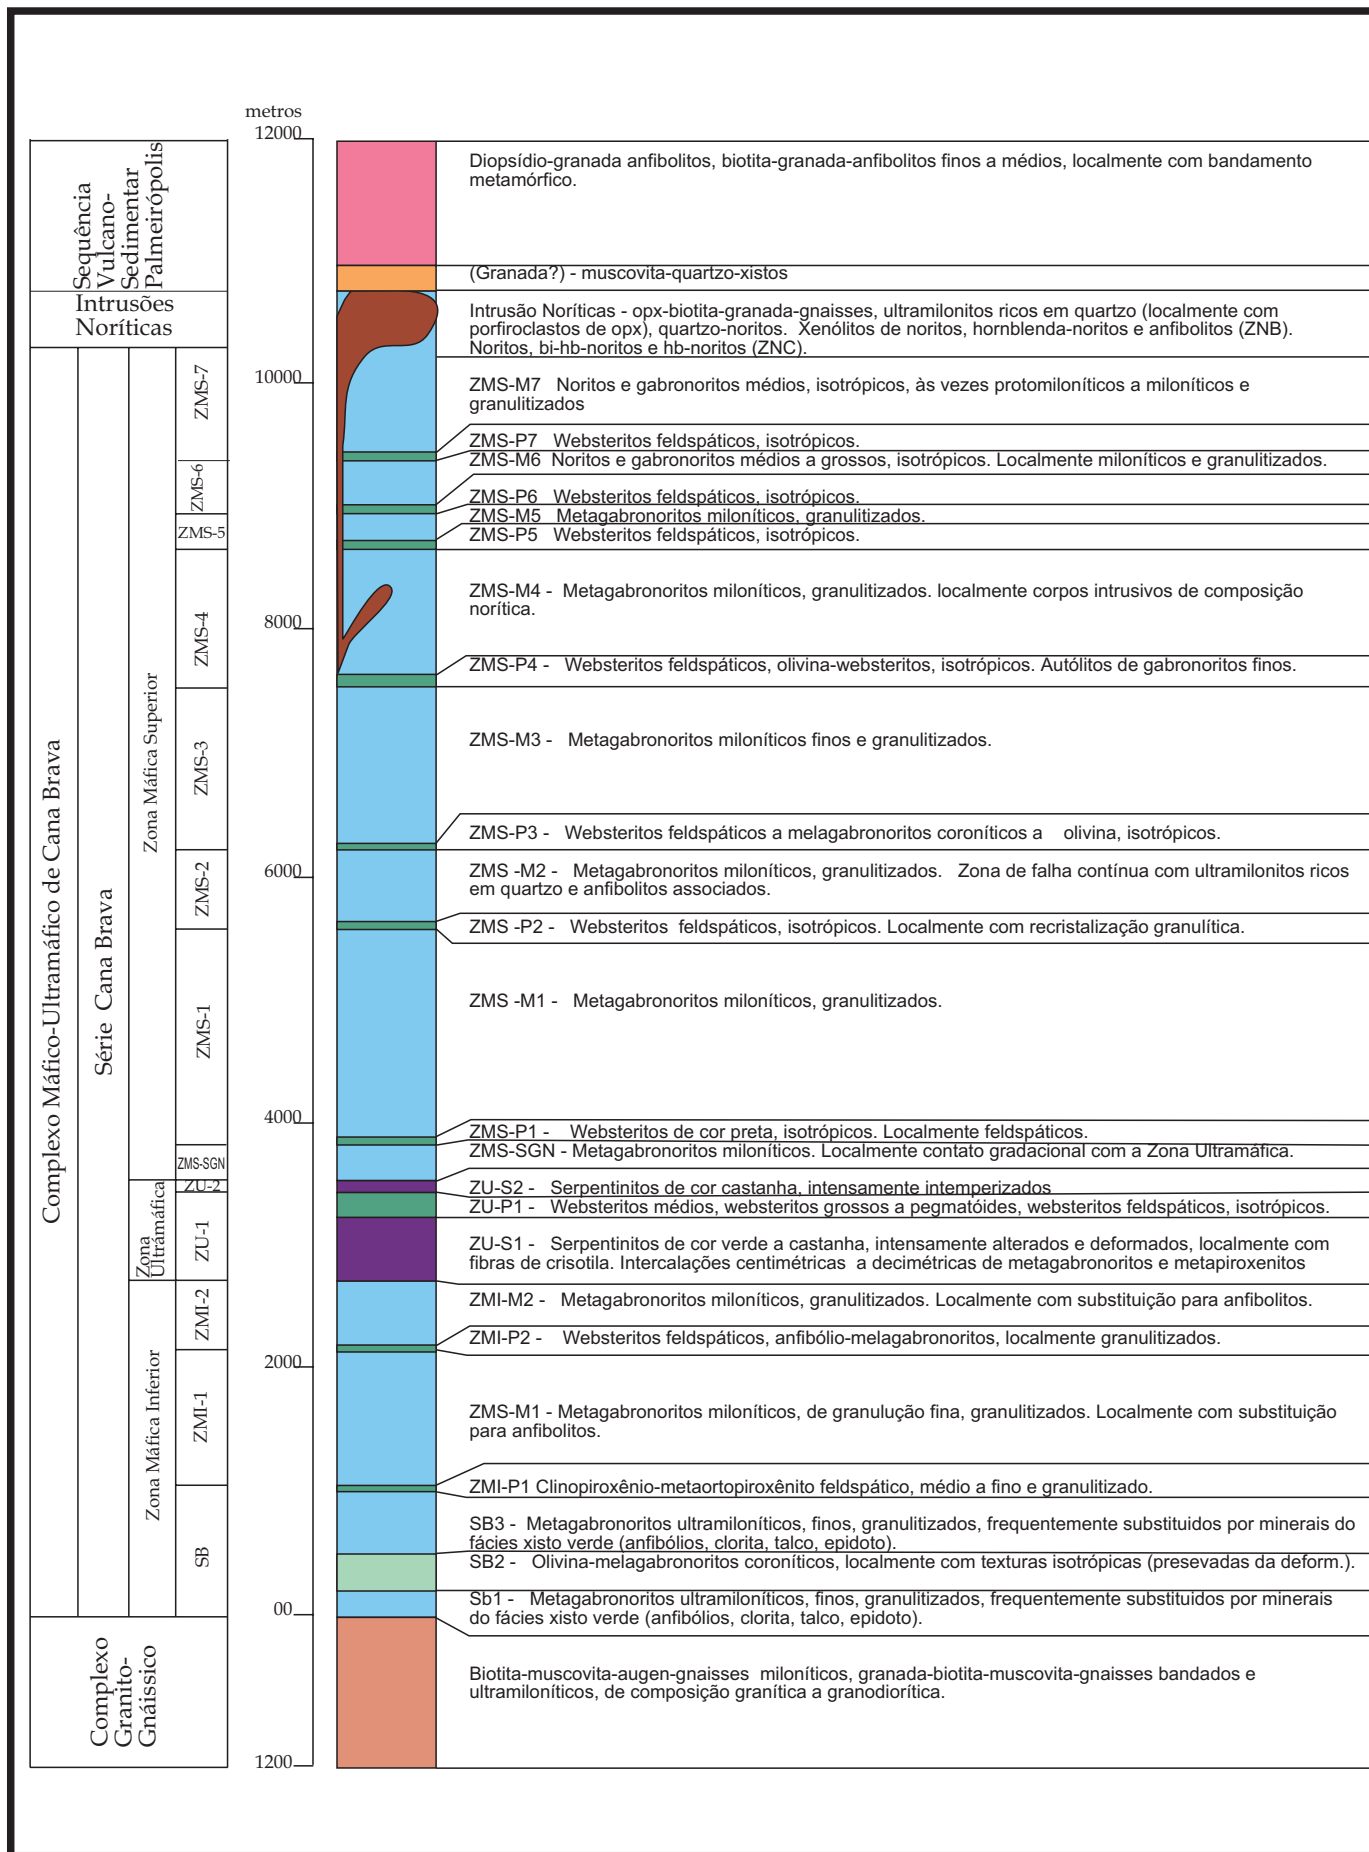 metros
12000
10000
8000
6000
4000
2000
00
1200
Sequência
Vulcano-
Sedimentar
Palmeirópolis
Intrusões
Noríticas
Complexo Máfico-Ultramáfico de Cana Brava
Série Cana Brava
Zona Máfica Superior
Zona
Ultrámáfica
Zona Máfica Inferior
ZMS-7
ZMS-6
ZMS-5
ZMS-4
ZMS-3
ZMS-2
ZMS-1
ZMS-SGN
ZU-2
ZU-1
ZMI-2
ZMI-1
SB
Complexo
Granito-
Gnáissico
Diopsídio-granada anfibolitos, biotita-granada-anfibolitos finos a médios, localmente com bandamento
metamórfico.
(Granada?) - muscovita-quartzo-xistos
Intrusão Noríticas - opx-biotita-granada-gnaisses, ultramilonitos ricos em quartzo (localmente com
porfiroclastos de opx), quartzo-noritos. Xenólitos de noritos, hornblenda-noritos e anfibolitos (ZNB).
Noritos, bi-hb-noritos e hb-noritos (ZNC).
ZMS-M7 Noritos e gabronoritos médios, isotrópicos, às vezes protomiloníticos a miloníticos e
granulitizados
ZMS-P7 Websteritos feldspáticos, isotrópicos.
ZMS-M6 Noritos e gabronoritos médios a grossos, isotrópicos. Localmente miloníticos e granulitizados.
ZMS-P6 Websteritos feldspáticos, isotrópicos.
ZMS-M5 Metagabronoritos miloníticos, granulitizados.
ZMS-P5 Websteritos feldspáticos, isotrópicos.
ZMS-M4 - Metagabronoritos miloníticos, granulitizados. localmente corpos intrusivos de composição
norítica.
ZMS-P4 - Websteritos feldspáticos, olivina-websteritos, isotrópicos. Autólitos de gabronoritos finos.
ZMS-M3 - Metagabronoritos miloníticos finos e granulitizados.
ZMS-P3 - Websteritos feldspáticos a melagabronoritos coroníticos a olivina, isotrópicos.
ZMS -M2 - Metagabronoritos miloníticos, granulitizados. Zona de falha contínua com ultramilonitos ricos
em quartzo e anfibolitos associados.
ZMS -P2 - Websteritos feldspáticos, isotrópicos. Localmente com recristalização granulítica.
ZMS -M1 - Metagabronoritos miloníticos, granulitizados.
ZMS-P1 - Websteritos de cor preta, isotrópicos. Localmente feldspáticos.
ZMS-SGN - Metagabronoritos miloníticos. Localmente contato gradacional com a Zona Ultramáfica.
ZU-S2 - Serpentinitos de cor castanha, intensamente intemperizados
ZU-P1 - Websteritos médios, websteritos grossos a pegmatóides, websteritos feldspáticos, isotrópicos.
ZU-S1 - Serpentinitos de cor verde a castanha, intensamente alterados e deformados, localmente com
fibras de crisotila. Intercalações centimétricas a decimétricas de metagabronoritos e metapiroxenitos
ZMI-M2 - Metagabronoritos miloníticos, granulitizados. Localmente com substituição para anfibolitos.
ZMI-P2 - Websteritos feldspáticos, anfibólio-melagabronoritos, localmente granulitizados.
ZMS-M1 - Metagabronoritos miloníticos, de granulução fina, granulitizados. Localmente com substituição
para anfibolitos.
ZMI-P1 Clinopiroxênio-metaortopiroxênito feldspático, médio a fino e granulitizado.
SB3 - Metagabronoritos ultramiloníticos, finos, granulitizados, frequentemente substituidos por minerais do
fácies xisto verde (anfibólios, clorita, talco, epidoto).
SB2 - Olivina-melagabronoritos coroníticos, localmente com texturas isotrópicas (presevadas da deform.).
Sb1 - Metagabronoritos ultramiloníticos, finos, granulitizados, frequentemente substituidos por minerais
do fácies xisto verde (anfibólios, clorita, talco, epidoto).
Biotita-muscovita-augen-gnaisses miloníticos, granada-biotita-muscovita-gnaisses bandados e
ultramiloníticos, de composição granítica a granodiorítica.